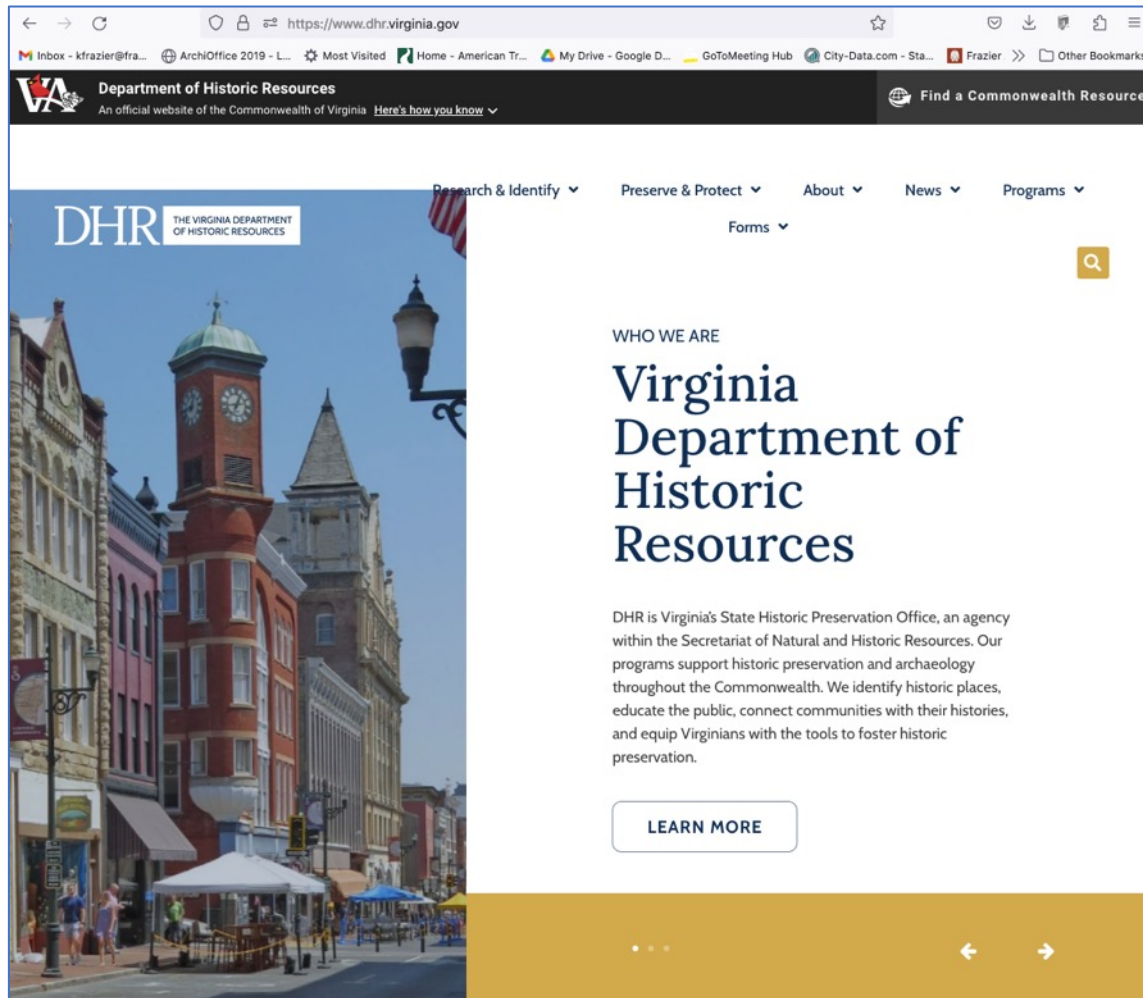 https://www.dhr.virginia.gov
Inbox - kfrazier@fra... ArchiOffice 2019 - L... Most Visited Home - American Tr... My Drive - Google D... GoToMeeting Hub City-Data.com - Sta... Frazier Other Bookmarks
VA
Department of Historic Resources
An official website of the Commonwealth of Virginia Here's how you know
Find a Commonwealth Resource
Research & Identify Preserve & Protect About News Programs
Forms
DHR THE VIRGINIA DEPARTMENT
OF HISTORIC RESOURCES
WHO WE ARE
Virginia
Department of
Historic
Resources
DHR is Virginia's State Historic Preservation Office, an agency
within the Secretariat of Natural and Historic Resources. Our
programs support historic preservation and archaeology
throughout the Commonwealth. We identify historic places,
educate the public, connect communities with their histories,
and equip Virginians with the tools to foster historic
preservation.
LEARN MORE